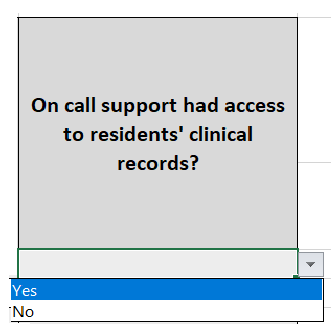 On call support had access
to residents' clinical
records?
Yes
No